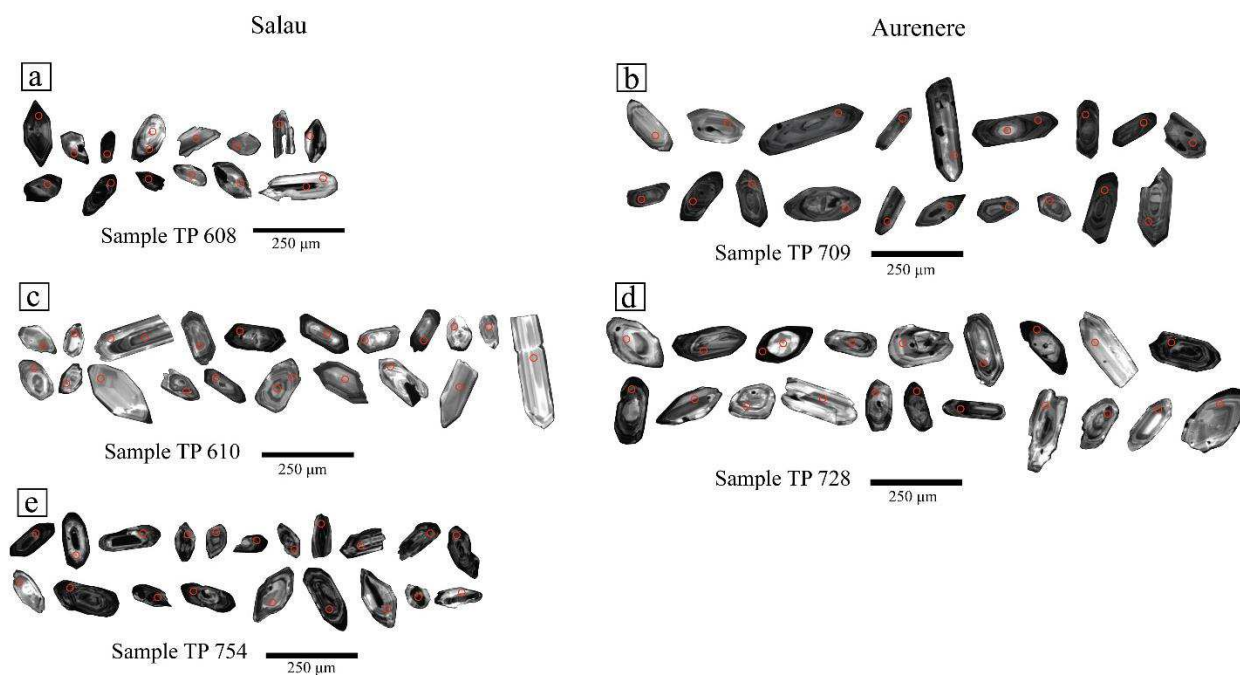 Salau
Aurenere
a
b
Sample TP 608
250 µm
Sample TP 709
250 µm
c
d
Sample TP 610
250 µm
Sample TP 728
250 µm
e
Sample TP 754
250 µm